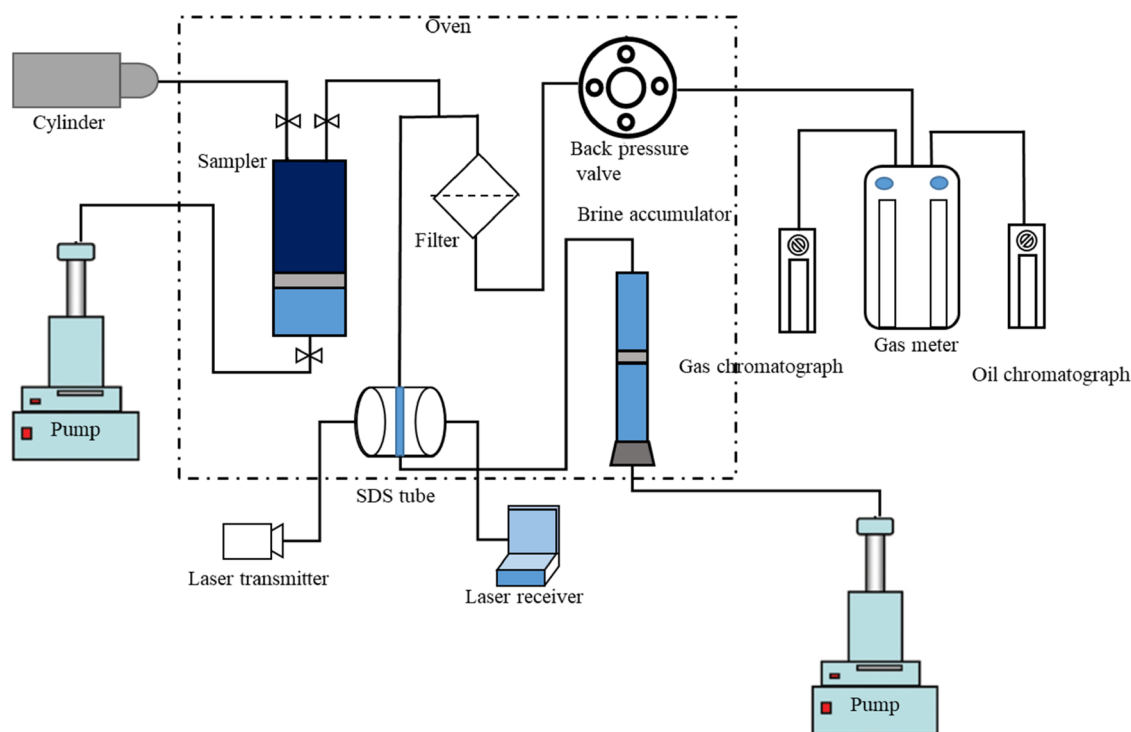 Oven
Cylinder
Sampler
Back pressure
valve
Brine accumulator
Filter
Gas meter
Gas chromatograph
Oil chromatograph
Pump
SDS tube
Laser transmitter
Laser receiver
Pump